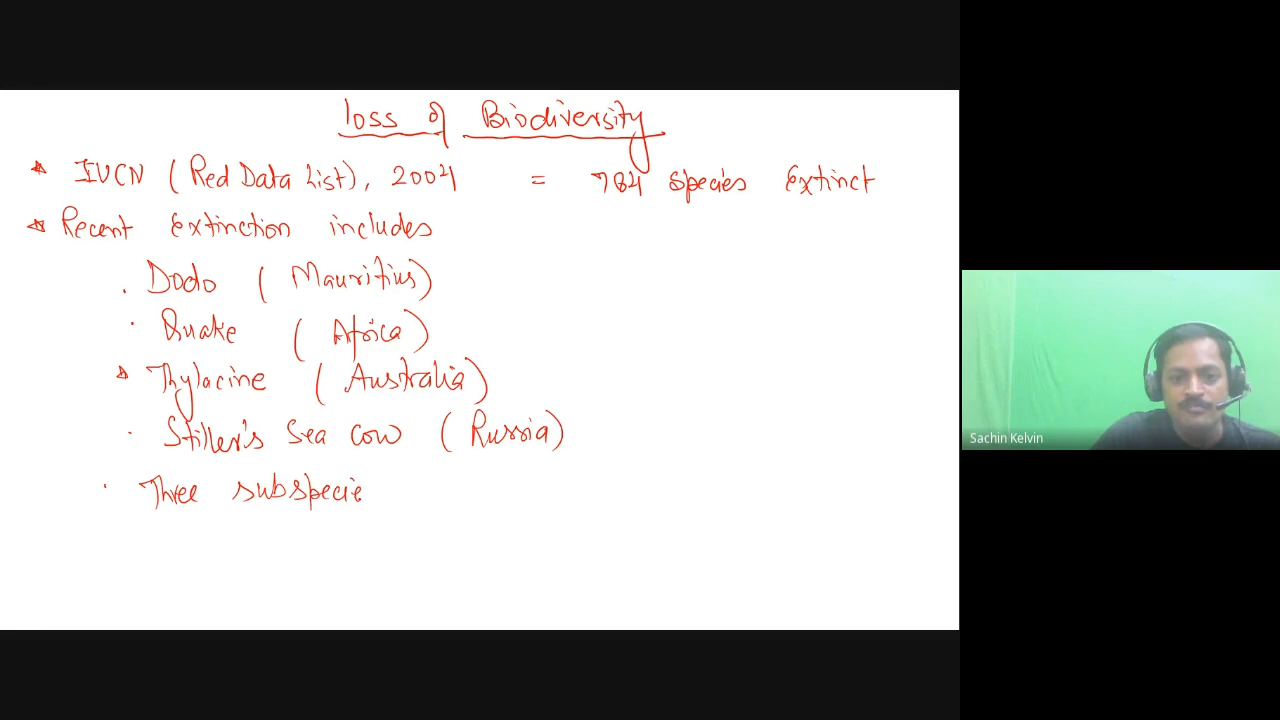 loss of Biodiversity
IUCN (Red Data List), 2004 = 784 species Extinct
Recent Extinction includes
Dodo (Mauritius)
Quake (Africa)
Thylacine (Australia)
Stiller's Sea Cow (Russia)
Three subspecie
Sachin Kelvin